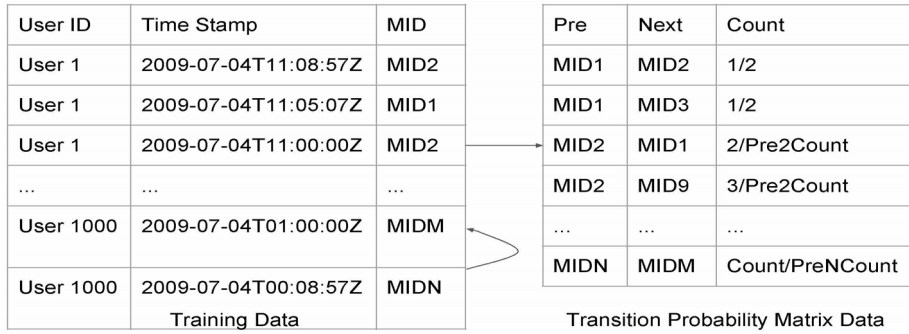 User ID Time Stamp MID
User 1 2009-07-04T11:08:57Z MID2
User 1 2009-07-04T11:05:07Z MID1
User 1 2009-07-04T11:00:00Z MID2
... ... ...
User 1000 2009-07-04T01:00:00Z MIDM
User 1000 2009-07-04T00:08:57Z MIDN
Training Data
Pre Next Count
MID1 MID2 1/2
MID1 MID3 1/2
MID2 MID1 2/Pre2Count
MID2 MID9 3/Pre2Count
... ... ...
MIDN MIDM Count/PreNCount
Transition Probability Matrix Data